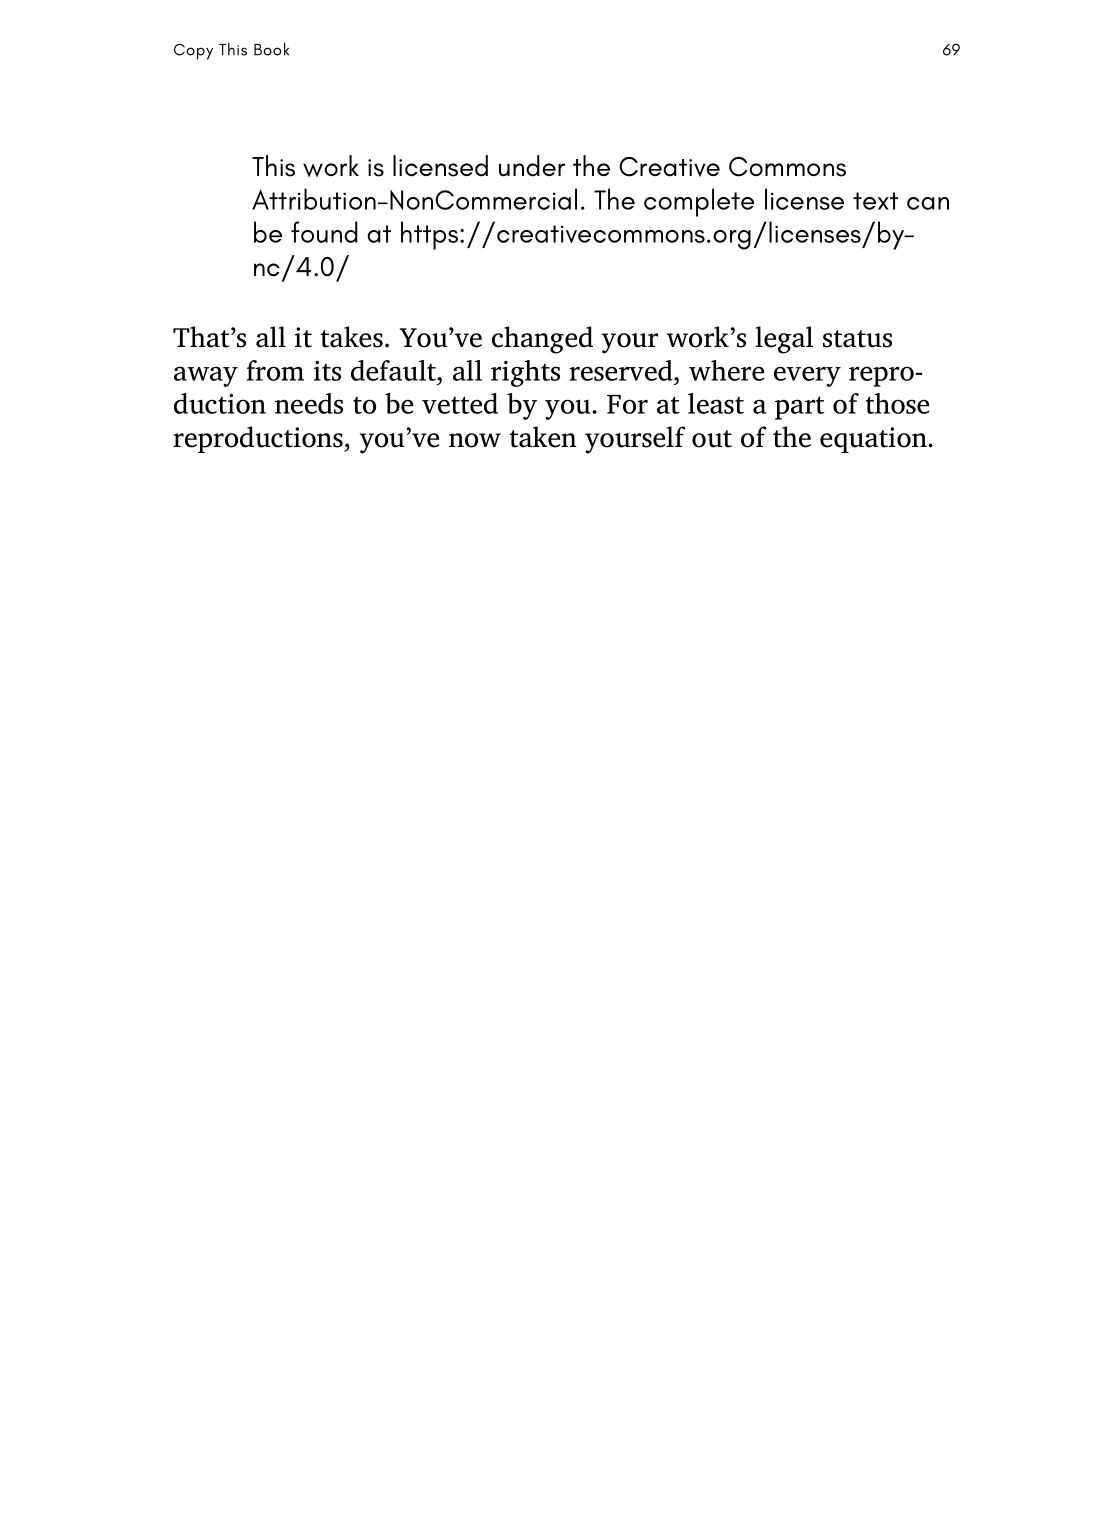 Copy This Book 69
This work is licensed under the Creative Commons
Attribution-NonCommercial. The complete license text can
be found at https://creativecommons.org/licenses/by-
nc/4.0/
That’s all it takes. You’ve changed your work’s legal status
away from its default, all rights reserved, where every repro-
duction needs to be vetted by you. For at least a part of those
reproductions, you’ve now taken yourself out of the equation.